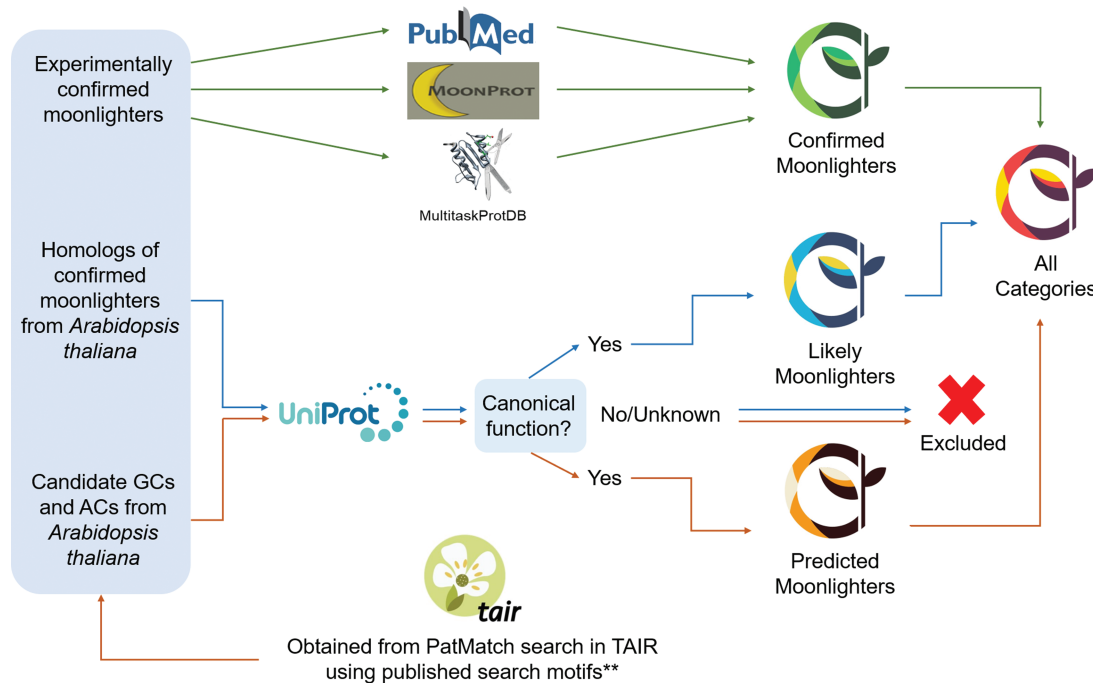 Experimentally
confirmed
moonlighters
Homologs of
confirmed
moonlighters
from Arabidopsis
thaliana
Candidate GCs
and ACs from
Arabidopsis
thaliana
PubMed
MOONPROT
MultitaskProtDB
UniProt
Canonical
function?
Yes
No/Unknown
Yes
Confirmed
Moonlighters
Likely
Moonlighters
Excluded
Predicted
Moonlighters
All
Categories
tair
Obtained from PatMatch search in TAIR
using published search motifs**